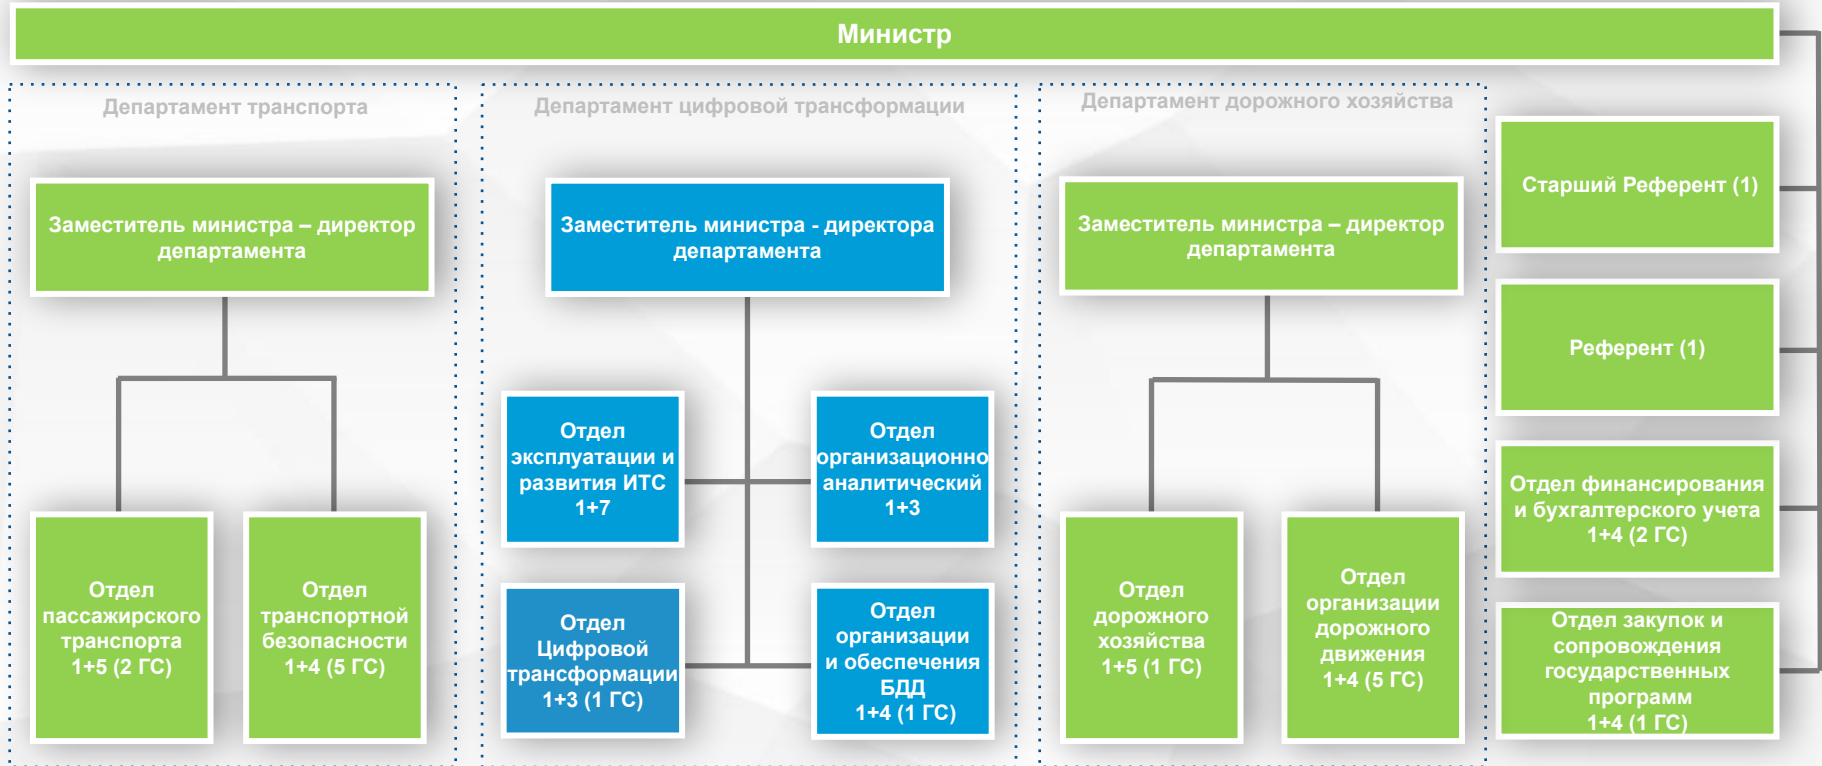 Министр
Департамент транспорта
Заместитель министра – директор
департамента
Отдел
пассажирского
транспорта
1+5 (2 ГС)
Отдел
транспортной
безопасности
1+4 (5 ГС)
Департамент цифровой трансформации
Заместитель министра - директора
департамента
Отдел
эксплуатации и
развития ИТС
1+7
Отдел
организационно
аналитический
1+3
Отдел
Цифровой
трансформации
1+3 (1 ГС)
Отдел
организации
и обеспечения
БДД
1+4 (1 ГС)
Департамент дорожного хозяйства
Заместитель министра – директор
департамента
Отдел
дорожного
хозяйства
1+5 (1 ГС)
Отдел
организации
дорожного
движения
1+4 (5 ГС)
Старший Референт (1)
Референт (1)
Отдел финансирования
и бухгалтерского учета
1+4 (2 ГС)
Отдел закупок и
сопровождения
государственных
программ
1+4 (1 ГС)